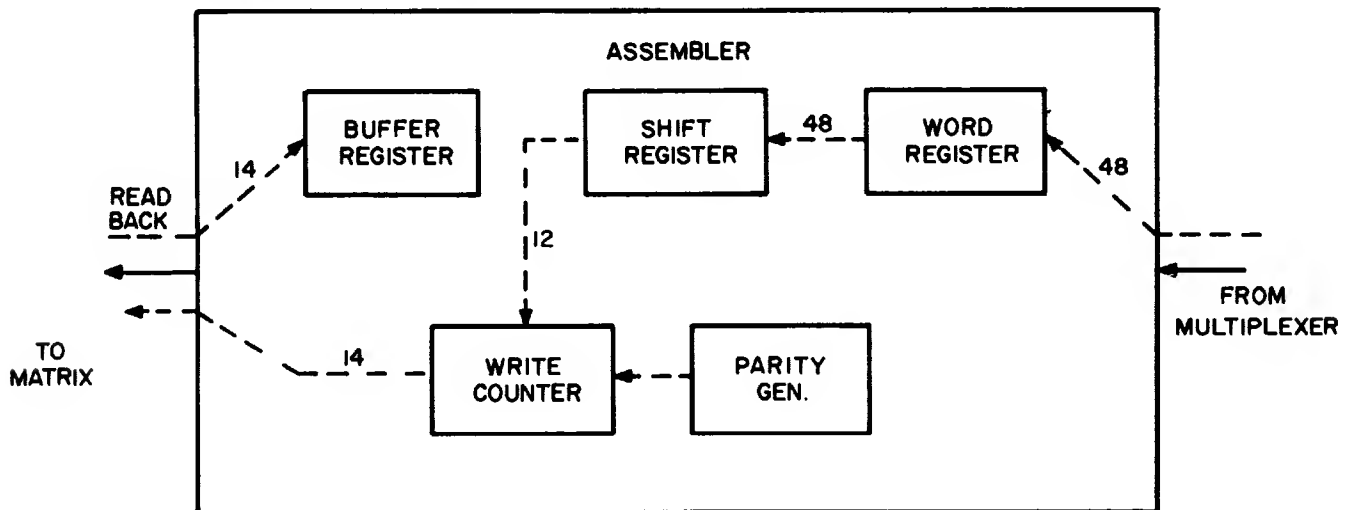 ASSEMBLER
BUFFER
REGISTER
SHIFT
REGISTER
48
WORD
REGISTER
14
48
READ
BACK
12
FROM
MULTIPLEXER
TO
MATRIX
14
WRITE
COUNTER
PARITY
GEN.